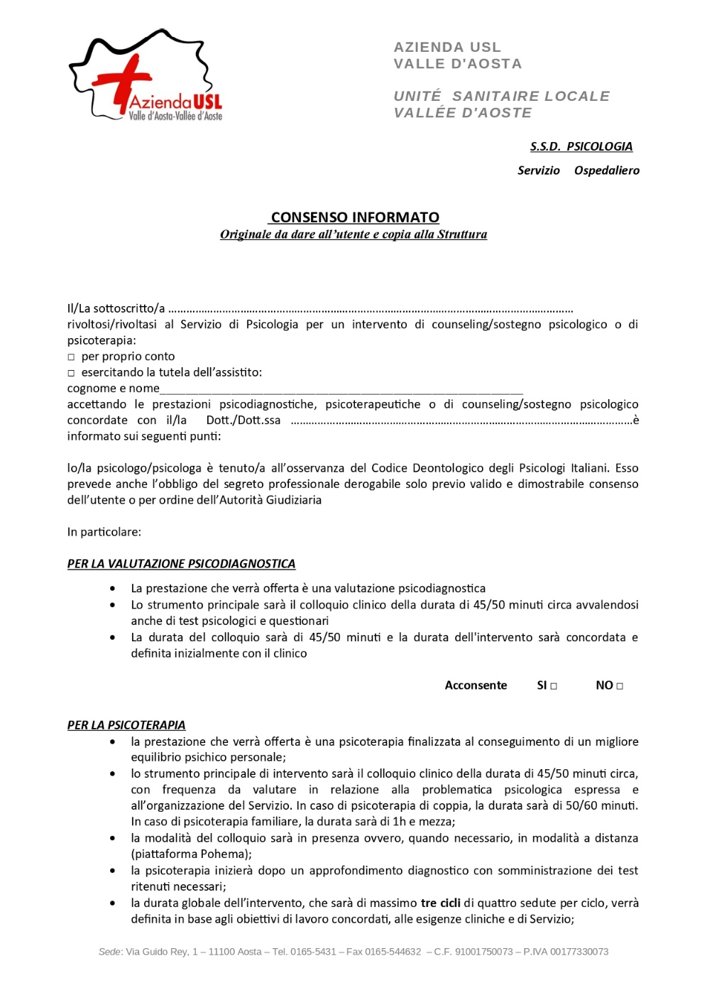 Azienda USL
Valle d'Aosta-Vallée d'Aoste
AZIENDA USL
VALLE D'AOSTA
UNITÉ SANITAIRE LOCALE
VALLÉE D'AOSTE
S.S.D. PSICOLOGIA
Servizio Ospedaliero
CONSENSO INFORMATO
Originale da dare all’utente e copia alla Struttura
Il/La sottoscritto/a ……………………………………………………………………………………………………………………
rivoltosi/rivoltasi al Servizio di Psicologia per un intervento di counseling/sostegno psicologico o di
psicoterapia:
□ per proprio conto
□ esercitando la tutela dell’assistito:
cognome e nome________________________________________________________
accettando le prestazioni psicodiagnostiche, psicoterapeutiche o di counseling/sostegno psicologico
concordate con il/la Dott./Dott.ssa …………………………………………………………………………………………………è
informato sui seguenti punti:
lo/la psicologo/psicologa è tenuto/a all’osservanza del Codice Deontologico degli Psicologi Italiani. Esso
prevede anche l’obbligo del segreto professionale derogabile solo previo valido e dimostrabile consenso
dell’utente o per ordine dell’Autorità Giudiziaria
In particolare:
PER LA VALUTAZIONE PSICODIAGNOSTICA
• La prestazione che verrà offerta è una valutazione psicodiagnostica
• Lo strumento principale sarà il colloquio clinico della durata di 45/50 minuti circa avvalendosi
anche di test psicologici e questionari
• La durata del colloquio sarà di 45/50 minuti e la durata dell'intervento sarà concordata e
definita inizialmente con il clinico
Acconsente SI □ NO □
PER LA PSICOTERAPIA
• la prestazione che verrà offerta è una psicoterapia finalizzata al conseguimento di un migliore
equilibrio psichico personale;
• lo strumento principale di intervento sarà il colloquio clinico della durata di 45/50 minuti circa,
con frequenza da valutare in relazione alla problematica psicologica espressa e
all’organizzazione del Servizio. In caso di psicoterapia di coppia, la durata sarà di 50/60 minuti.
In caso di psicoterapia familiare, la durata sarà di 1h e mezza;
• la modalità del colloquio sarà in presenza ovvero, quando necessario, in modalità a distanza
(piattaforma Pohema);
• la psicoterapia inizierà dopo un approfondimento diagnostico con somministrazione dei test
ritenuti necessari;
• la durata globale dell’intervento, che sarà di massimo tre cicli di quattro sedute per ciclo, verrà
definita in base agli obiettivi di lavoro concordati, alle esigenze cliniche e di Servizio;
Sede: Via Guido Rey, 1 – 11100 Aosta – Tel. 0165-5431 – Fax 0165-544632 – C.F. 91001750073 – P.IVA 00177330073